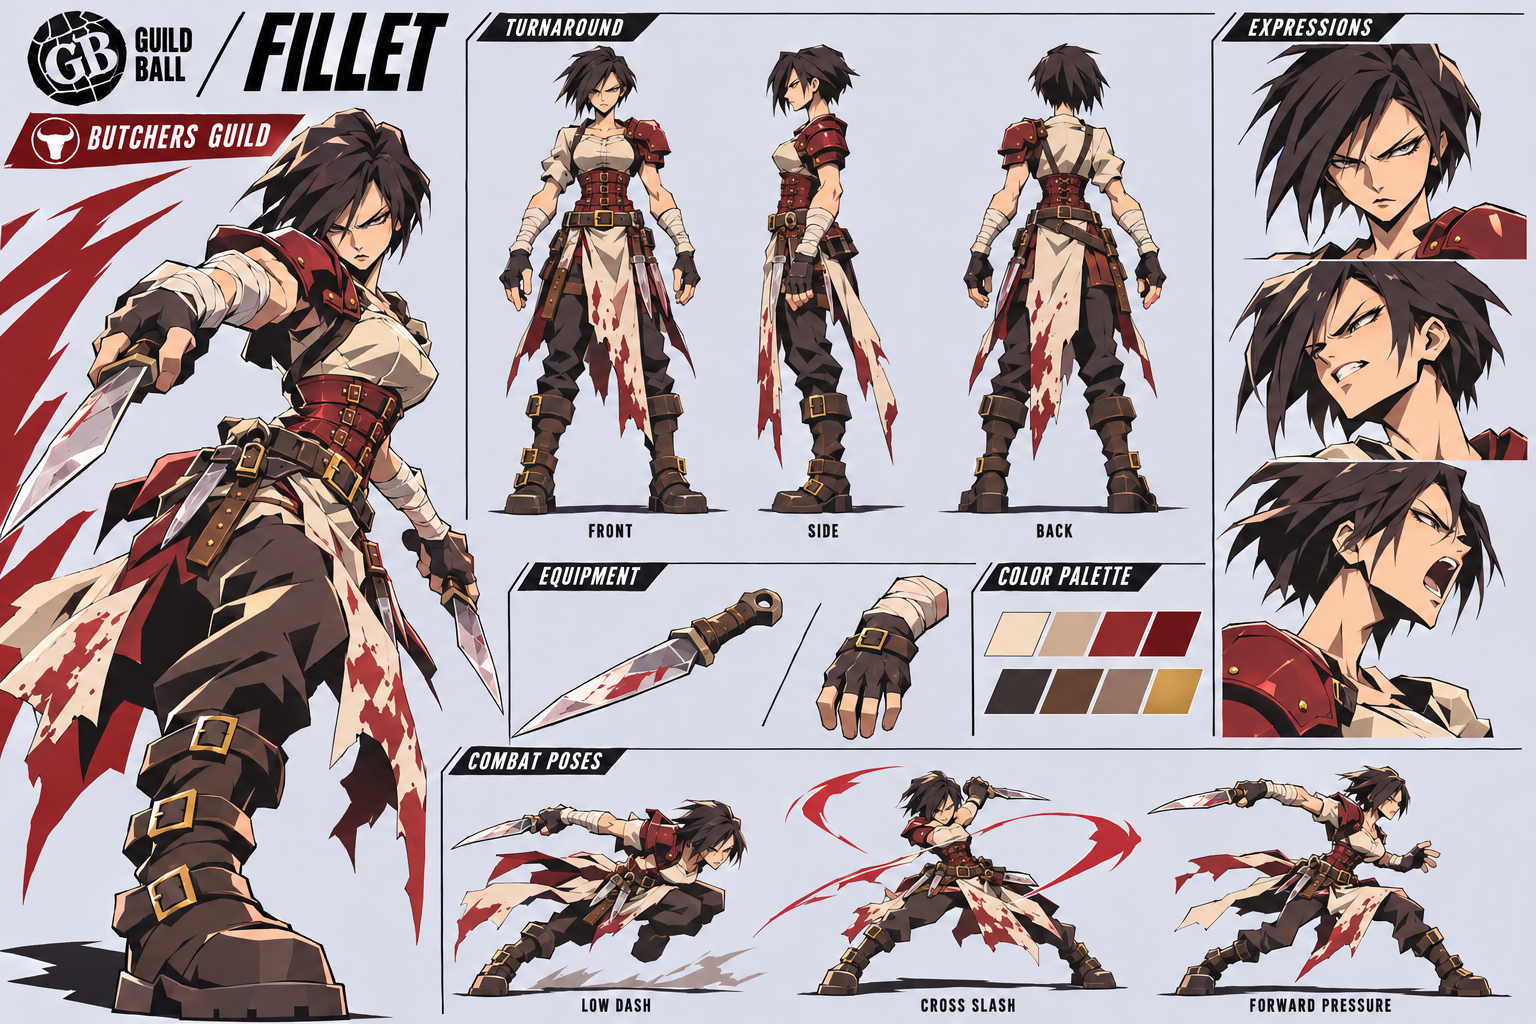 GB
GUILD
BALL
FILLET
BUTCHERS GUILD
TURNAROUND
FRONT
SIDE
BACK
EXPRESSIONS
EQUIPMENT
COLOR PALETTE
COMBAT POSES
LOW DASH
CROSS SLASH
FORWARD PRESSURE